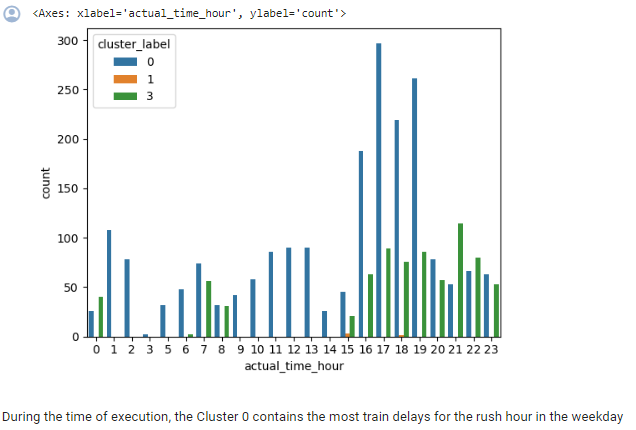 <Axes: xlabel='actual_time_hour', ylabel='count'>
cluster_label
0
1
3
300
250
200
150
100
50
0
count
0 1 2 3 5 6 7 8 9 10 11 12 13 14 15 16 17 18 19 20 21 22 23
actual_time_hour
During the time of execution, the Cluster 0 contains the most train delays for the rush hour in the weekday